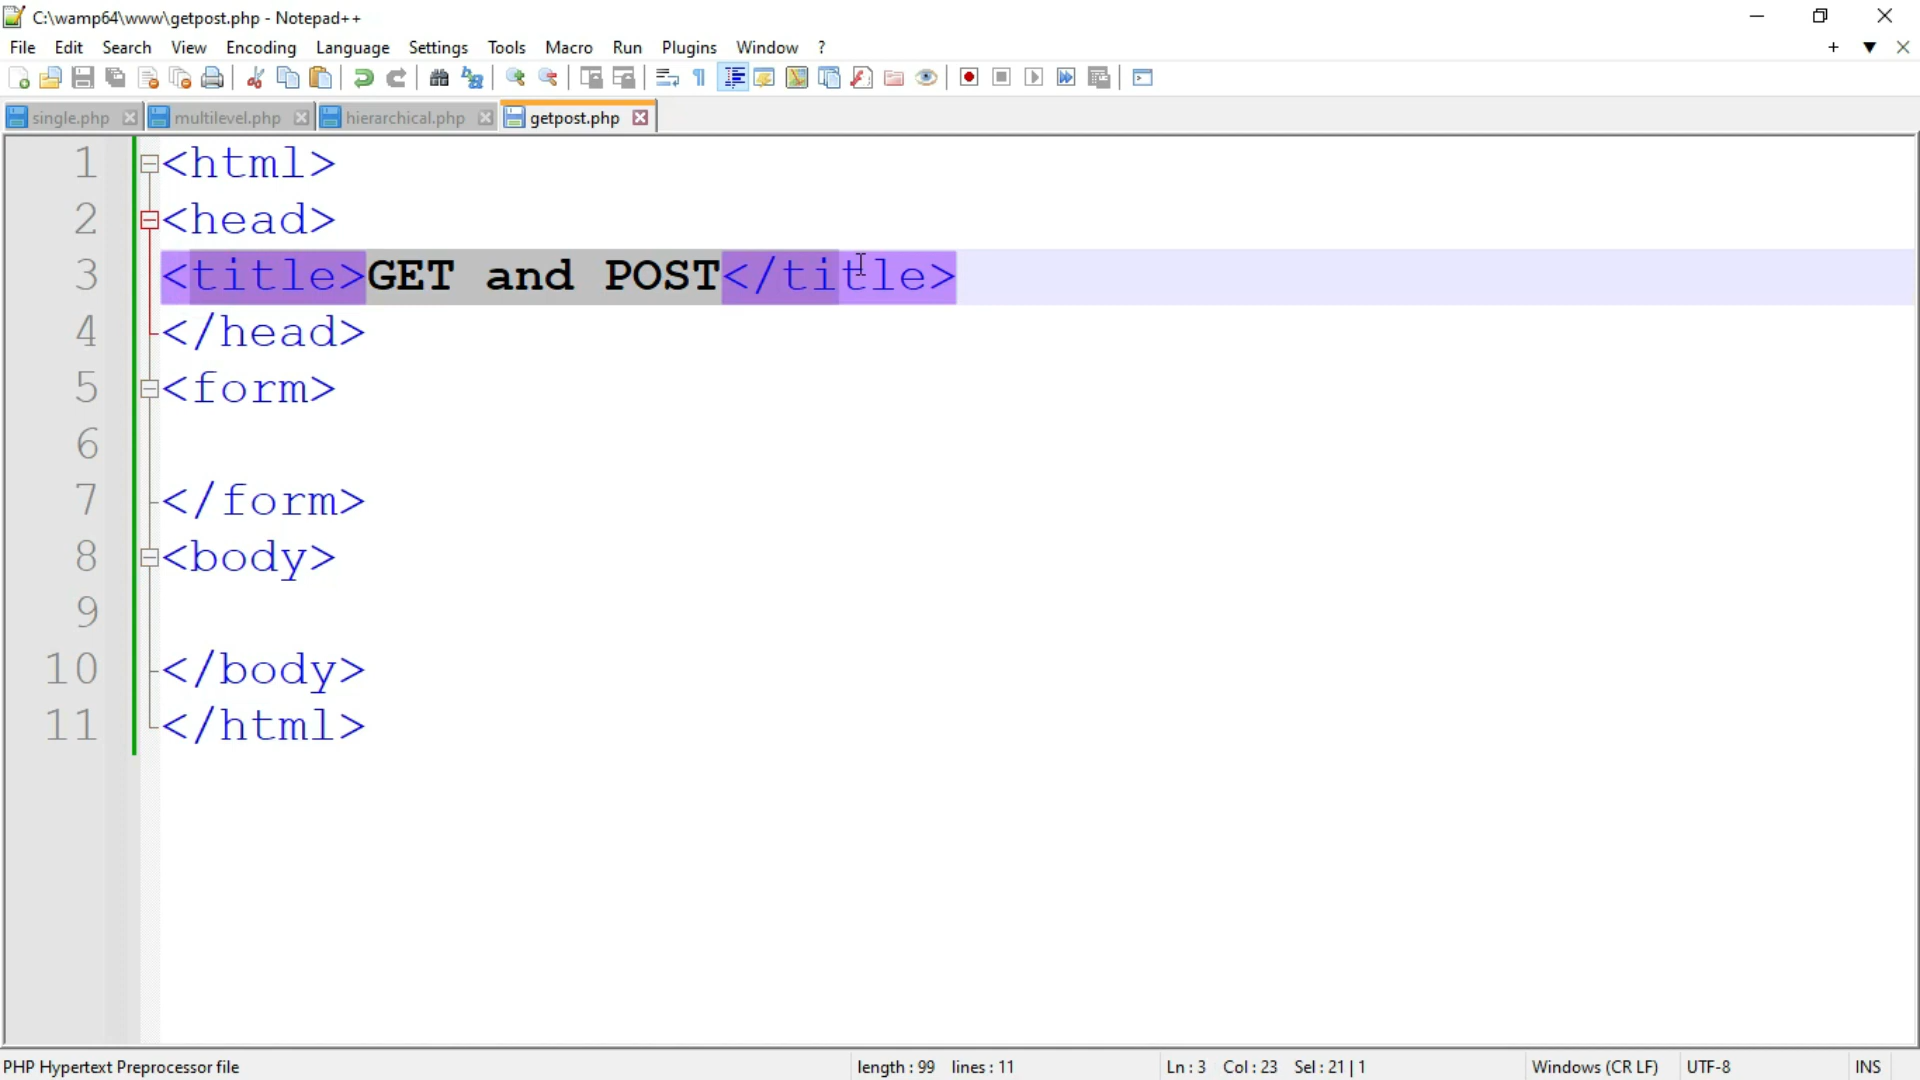 C:\wamp64\www\getpost.php - Notepad++
File Edit Search View Encoding Language Settings Tools Macro Run Plugins Window ?
single.php multilevel.php hierarchical.php getpost.php
1 <html>
2 <head>
3 <title>GET and POST</title>
4 </head>
5 <form>
6
7 </form>
8 <body>
9
10 </body>
11 </html>
PHP Hypertext Preprocessor file length : 99 lines : 11 Ln : 3 Col : 23 Sel : 21 | 1 Windows (CR LF) UTF-8 INS